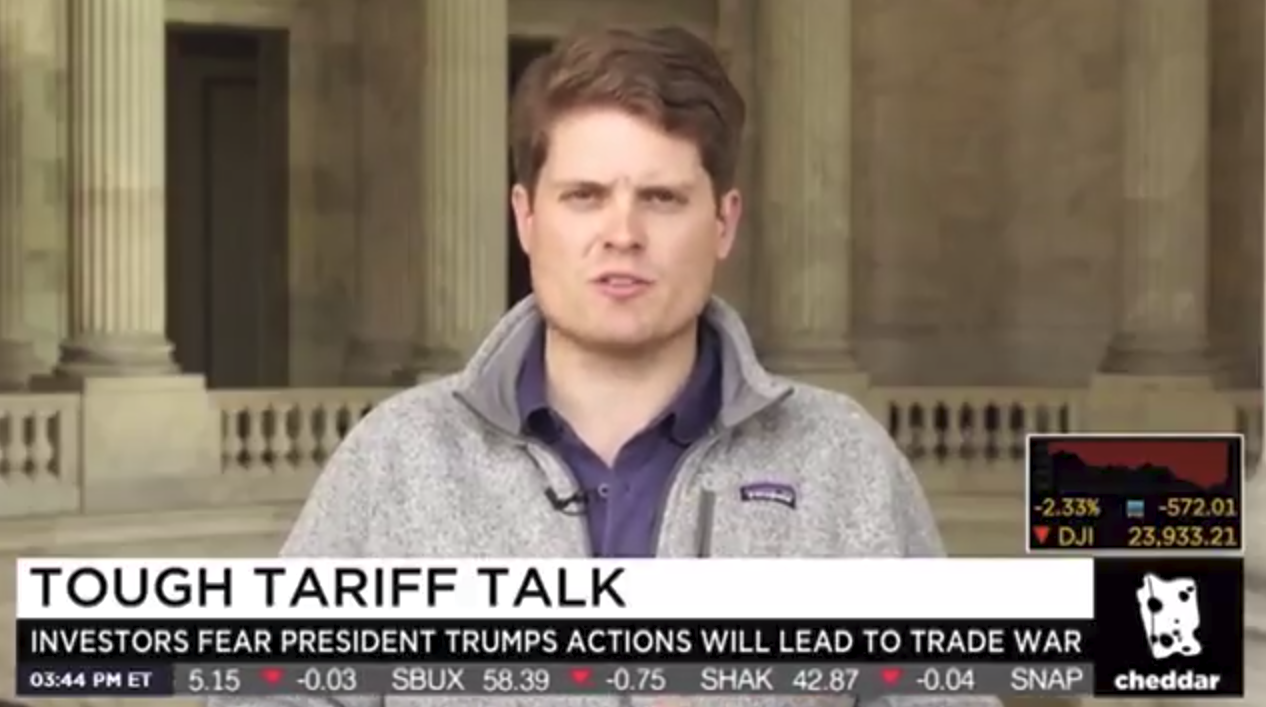 -2.33% -572.01
DJI 23,933.21
TOUGH TARIFF TALK
INVESTORS FEAR PRESIDENT TRUMPS ACTIONS WILL LEAD TO TRADE WAR
03:44 PM ET 5.15 -0.03 SBUX 58.39 -0.75 SHAK 42.87 -0.04 SNAP
cheddar